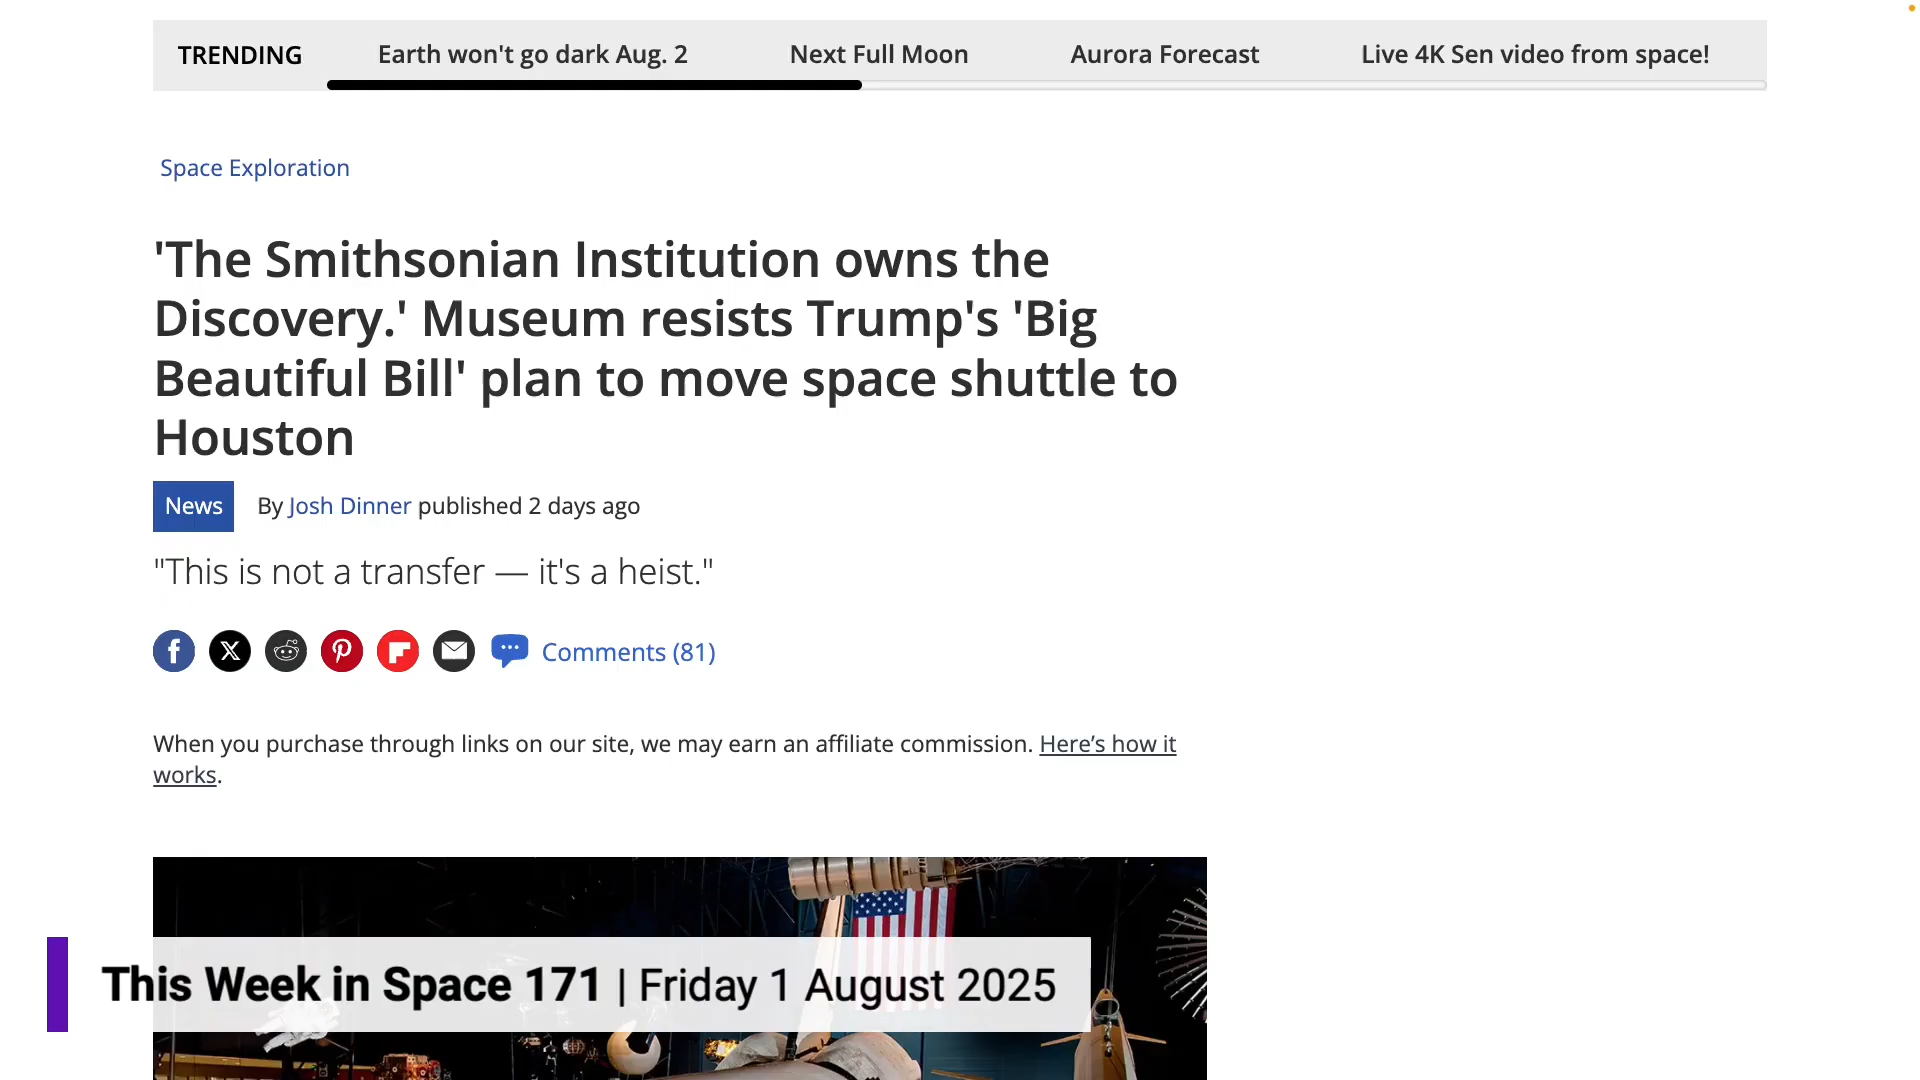 TRENDING Earth won't go dark Aug. 2 Next Full Moon Aurora Forecast Live 4K Sen video from space!
Space Exploration
'The Smithsonian Institution owns the
Discovery.' Museum resists Trump's 'Big
Beautiful Bill' plan to move space shuttle to
Houston
News By Josh Dinner published 2 days ago
"This is not a transfer — it's a heist."
Comments (81)
When you purchase through links on our site, we may earn an affiliate commission. Here’s how it
works.
This Week in Space 171 | Friday 1 August 2025